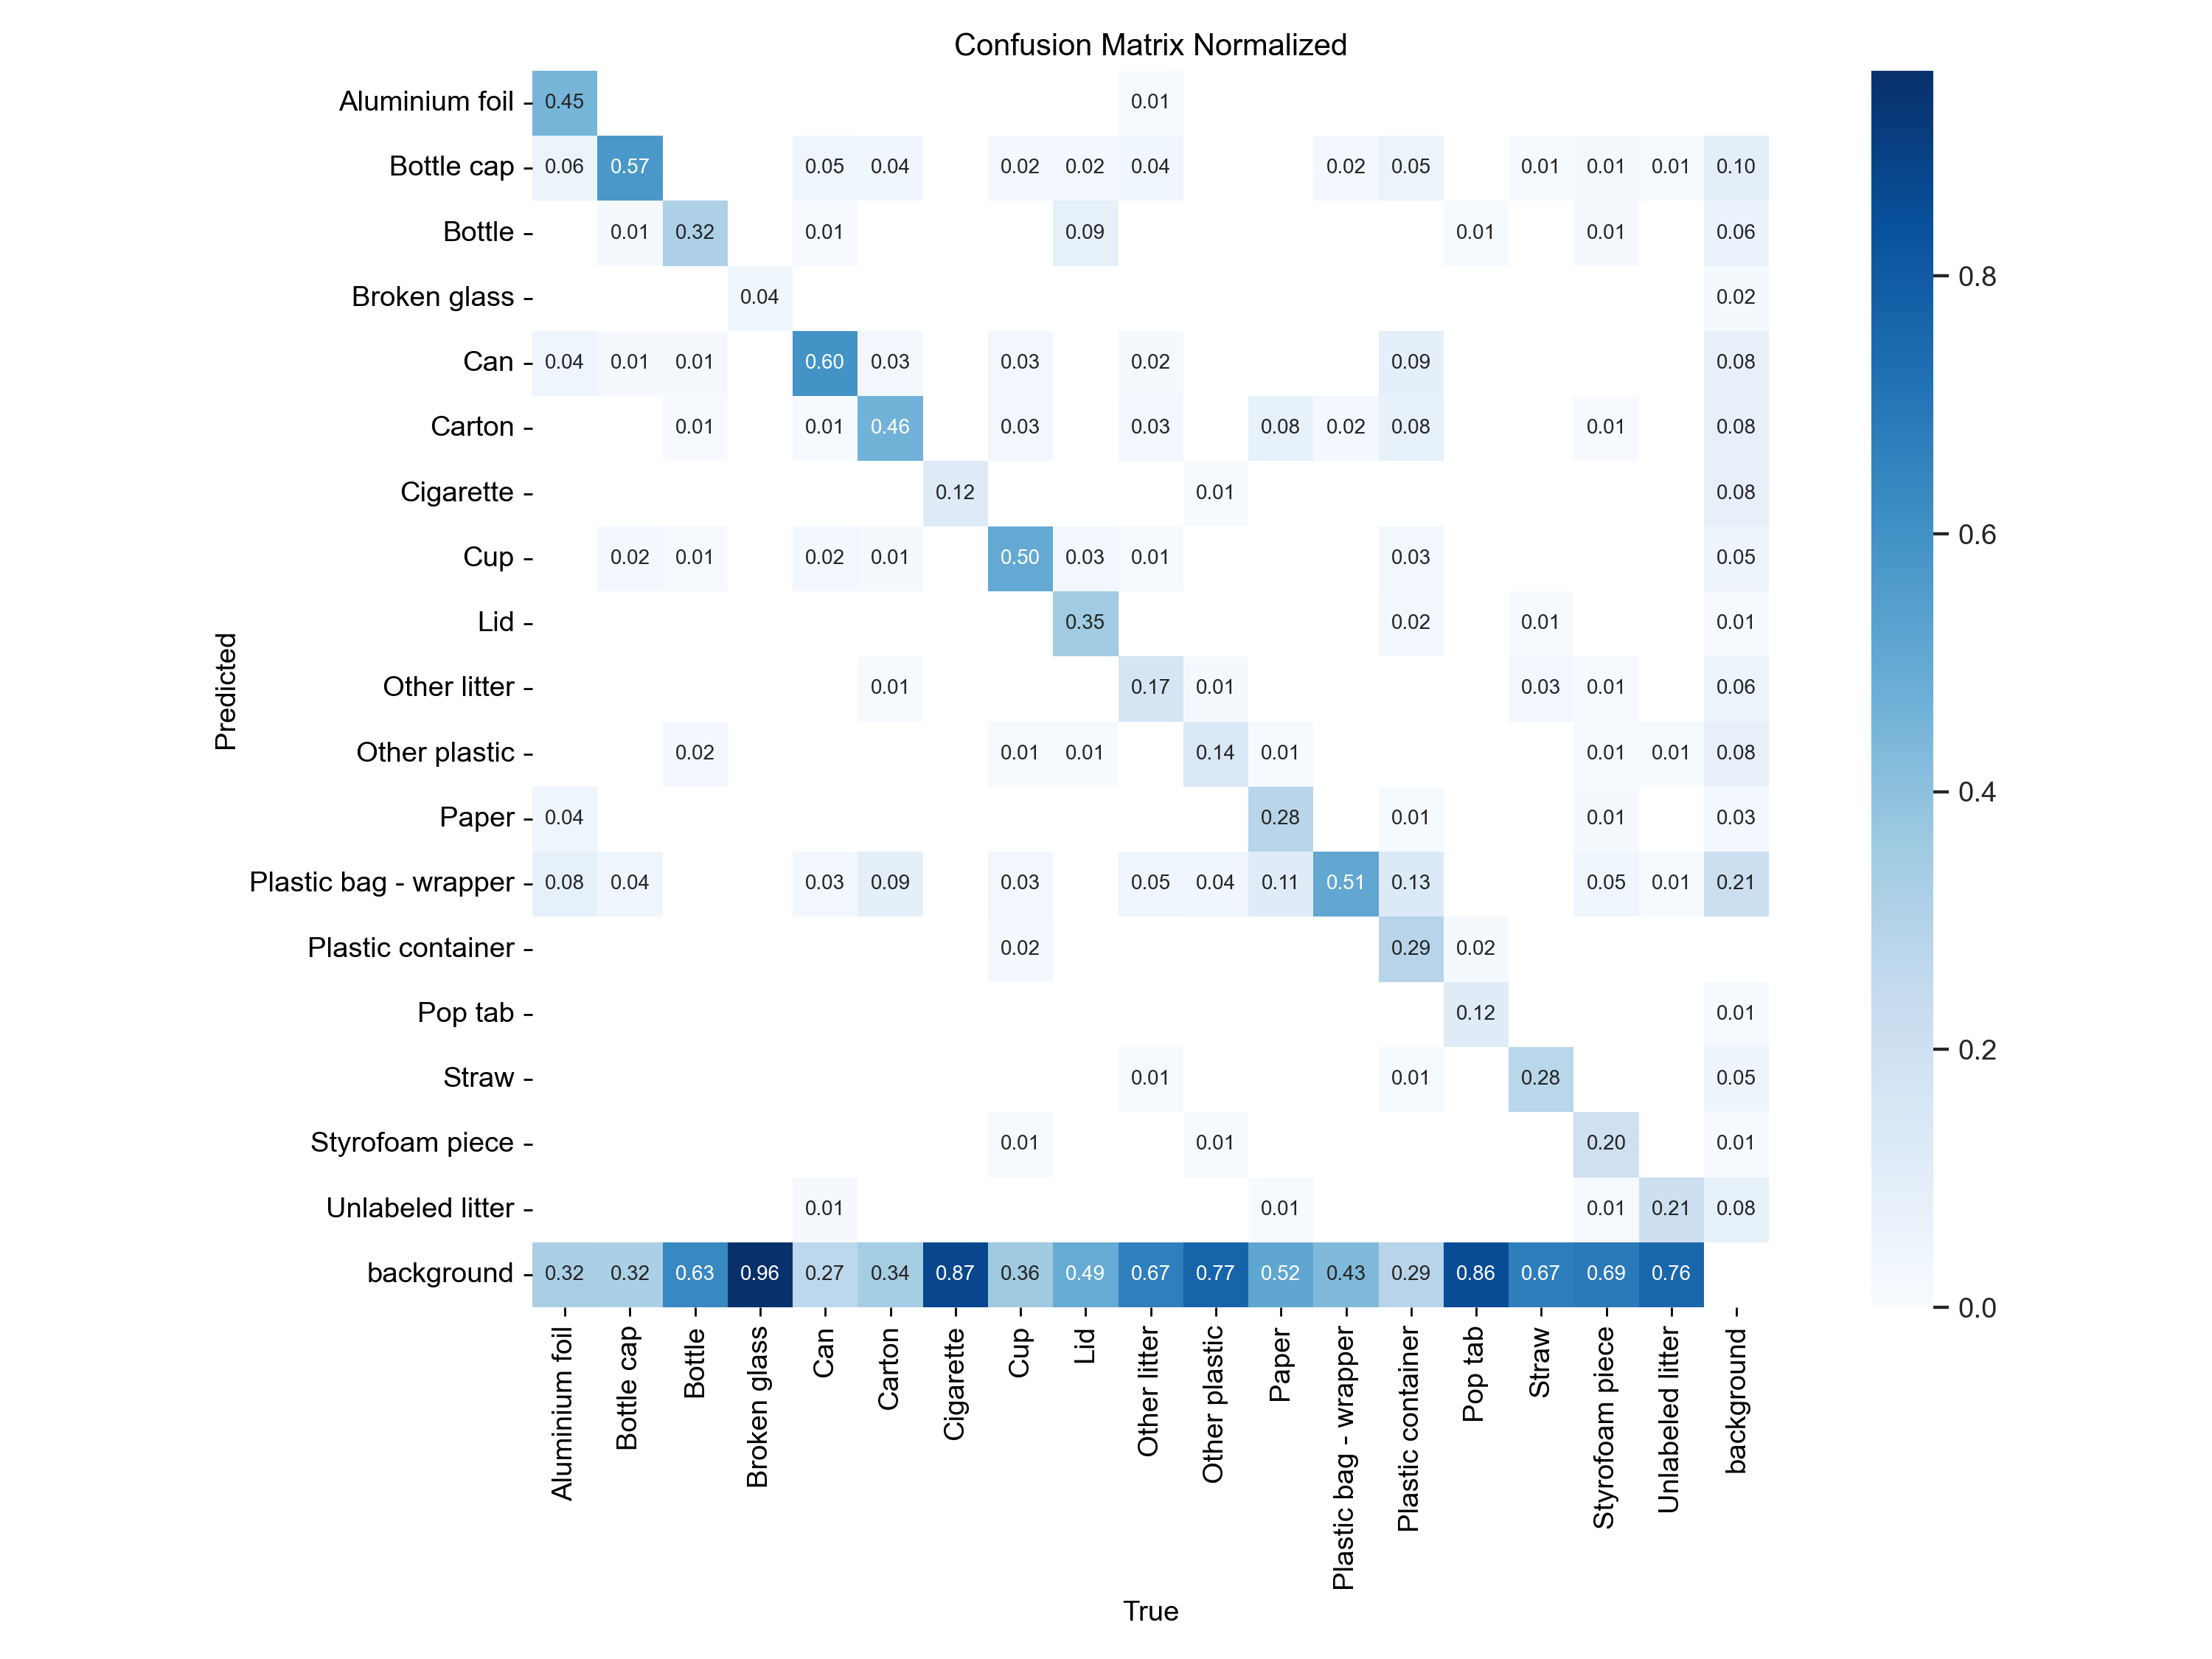 Confusion Matrix Normalized
Aluminium foil 0.45 0.01
Bottle cap 0.06 0.57 0.05 0.04 0.02 0.02 0.04 0.02 0.05 0.01 0.01 0.01 0.10
Bottle 0.01 0.32 0.01 0.09 0.01 0.01 0.06
Broken glass 0.04 0.02
Can 0.04 0.01 0.01 0.60 0.03 0.03 0.02 0.09 0.08
Carton 0.01 0.01 0.46 0.03 0.03 0.08 0.02 0.08 0.01 0.08
Cigarette 0.12 0.01 0.08
Cup 0.02 0.01 0.02 0.01 0.50 0.03 0.01 0.03 0.05
Lid 0.35 0.02 0.01 0.01
Other litter 0.01 0.17 0.01 0.03 0.01 0.06
Other plastic 0.02 0.01 0.01 0.14 0.01 0.01 0.01 0.08
Paper 0.04 0.28 0.01 0.01 0.03
Plastic bag - wrapper 0.08 0.04 0.03 0.09 0.03 0.05 0.04 0.11 0.51 0.13 0.05 0.01 0.21
Plastic container 0.02 0.29 0.02
Pop tab 0.12 0.01
Straw 0.01 0.01 0.28 0.05
Styrofoam piece 0.01 0.01 0.20 0.01
Unlabeled litter 0.01 0.01 0.01 0.21 0.08
background 0.32 0.32 0.63 0.96 0.27 0.34 0.87 0.36 0.49 0.67 0.77 0.52 0.43 0.29 0.86 0.67 0.69 0.76
Predicted
Aluminium foil
Bottle cap
Bottle
Broken glass
Can
Carton
Cigarette
Cup
Lid
Other litter
Other plastic
Paper
Plastic bag - wrapper
Plastic container
Pop tab
Straw
Styrofoam piece
Unlabeled litter
background
True
0.8
0.6
0.4
0.2
0.0